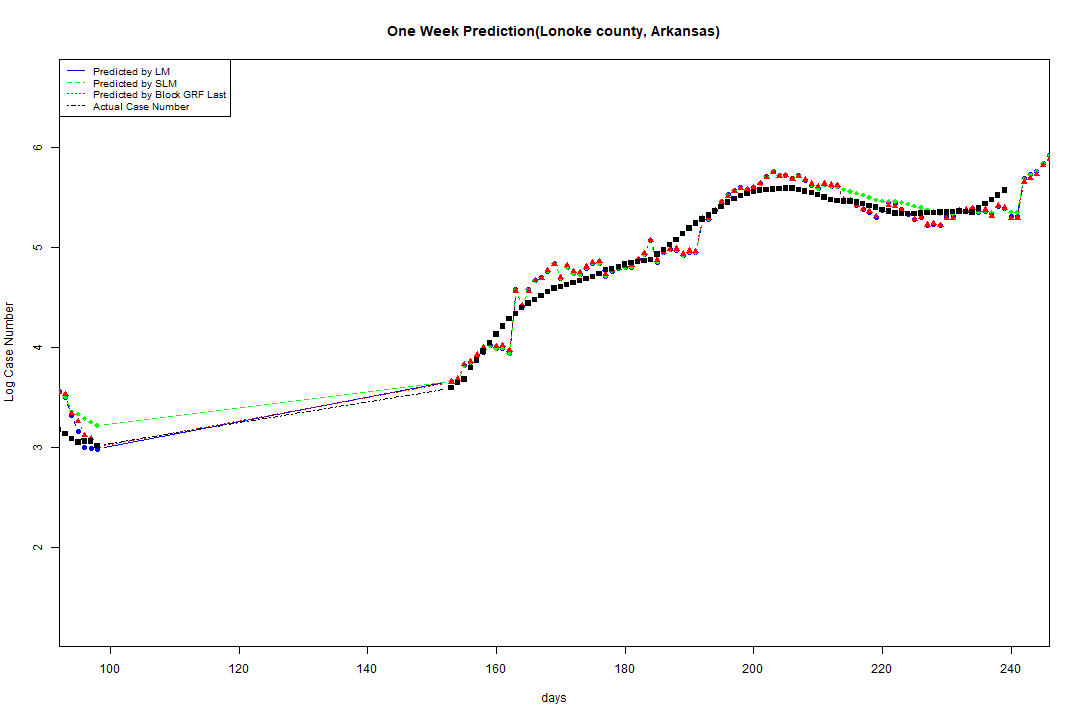 One Week Prediction(Lonoke county, Arkansas)
Predicted by LM
Predicted by SLM
Predicted by Block GRF Last
Actual Case Number
6
5
4
3
2
Log Case Number
100 120 140 160 180 200 220 240
days